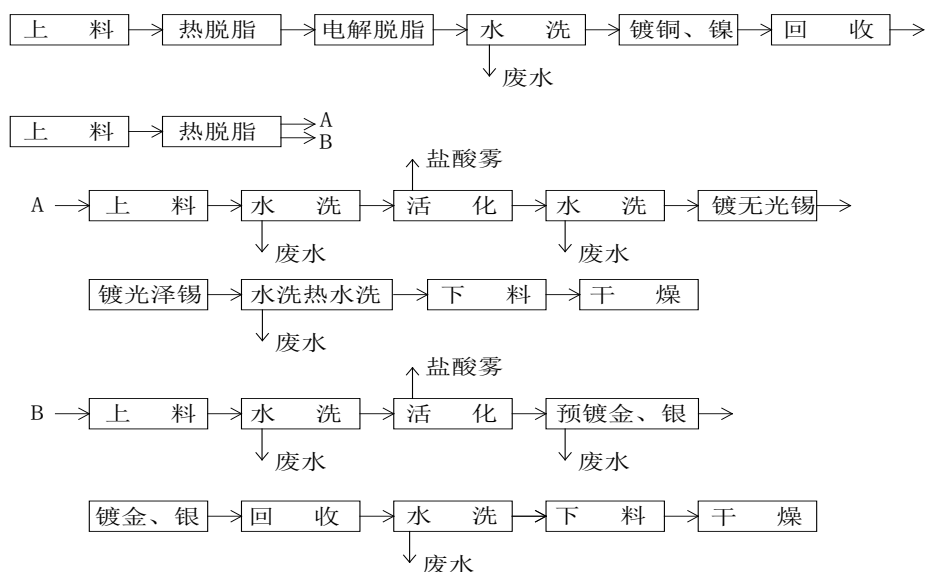 上料 热脱脂 电解脱脂 水洗 镀铜、镍 回收
废水
上料 热脱脂 A
B
盐酸雾
A 上料 水洗 活化 水洗 镀无光锡
废水 废水
镀光泽锡 水洗热水洗 下料 干燥
废水
盐酸雾
B 上料 水洗 活化 预镀金、银
废水 废水
镀金、银 回收 水洗 下料 干燥
废水